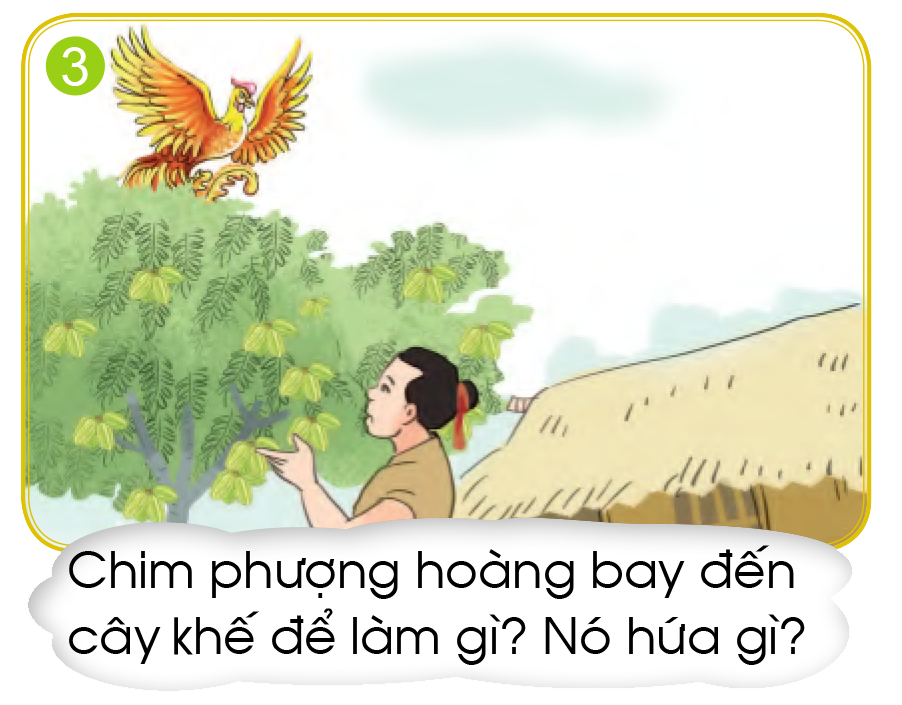 3
Chim phượng hoàng bay đến
cây khế để làm gì? Nó hứa gì?